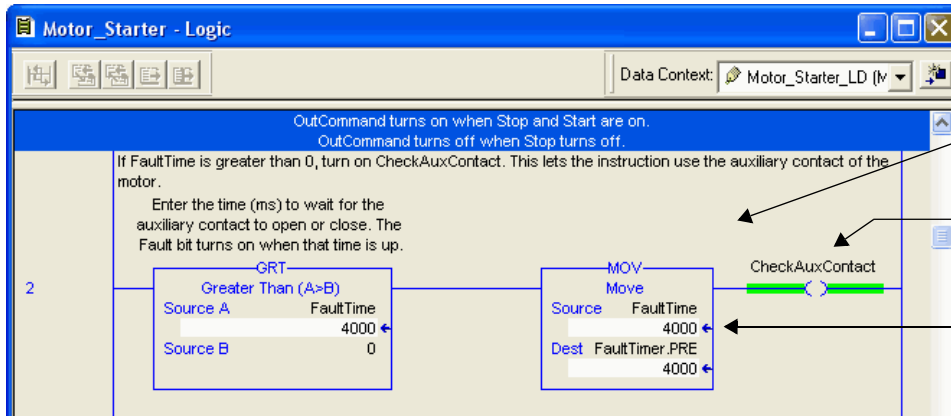 Motor_Starter - Logic
Data Context: Motor_Starter_LD (M
OutCommand turns on when Stop and Start are on.
OutCommand turns off when Stop turns off.
If FaultTime is greater than 0, turn on CheckAuxContact. This lets the instruction use the auxiliary contact of the
motor.
Enter the time (ms) to wait for the
auxiliary contact to open or close. The
Fault bit turns on when that time is up.
GRT
Greater Than (A>B)
Source A FaultTime
4000
Source B 0
MOV
Move
Source FaultTime
4000
Dest FaultTimer.PRE
4000
CheckAuxContact
2